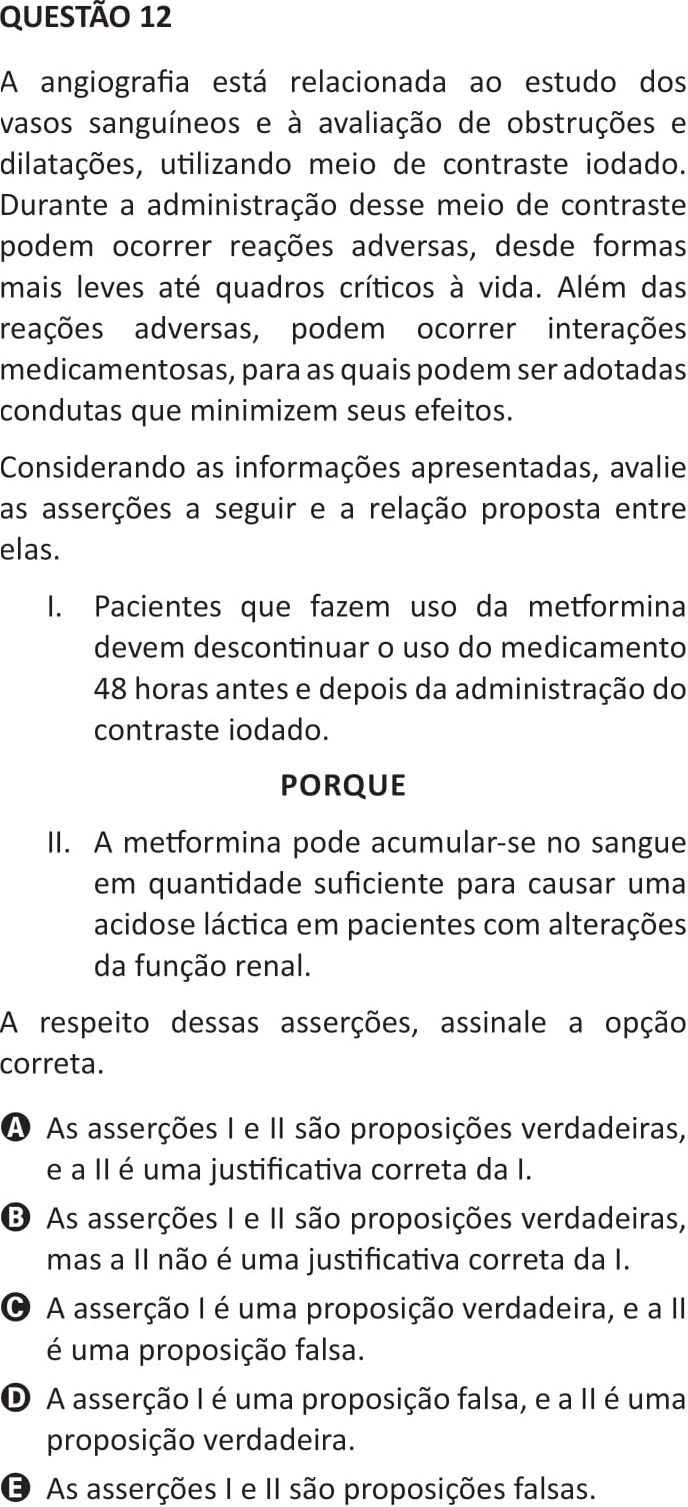 QUESTÃO 12
A angiografia está relacionada ao estudo dos
vasos sanguíneos e à avaliação de obstruções e
dilatações, utilizando meio de contraste iodado.
Durante a administração desse meio de contraste
podem ocorrer reações adversas, desde formas
mais leves até quadros críticos à vida. Além das
reações adversas, podem ocorrer interações
medicamentosas, para as quais podem ser adotadas
condutas que minimizem seus efeitos.
Considerando as informações apresentadas, avalie
as asserções a seguir e a relação proposta entre
elas.
I. Pacientes que fazem uso da metformina
devem descontinuar o uso do medicamento
48 horas antes e depois da administração do
contraste iodado.
PORQUE
II. A metformina pode acumular-se no sangue
em quantidade suficiente para causar uma
acidose láctica em pacientes com alterações
da função renal.
A respeito dessas asserções, assinale a opção
correta.
A As asserções I e II são proposições verdadeiras,
e a II é uma justificativa correta da I.
B As asserções I e II são proposições verdadeiras,
mas a II não é uma justificativa correta da I.
C A asserção I é uma proposição verdadeira, e a II
é uma proposição falsa.
D A asserção I é uma proposição falsa, e a II é uma
proposição verdadeira.
E As asserções I e II são proposições falsas.